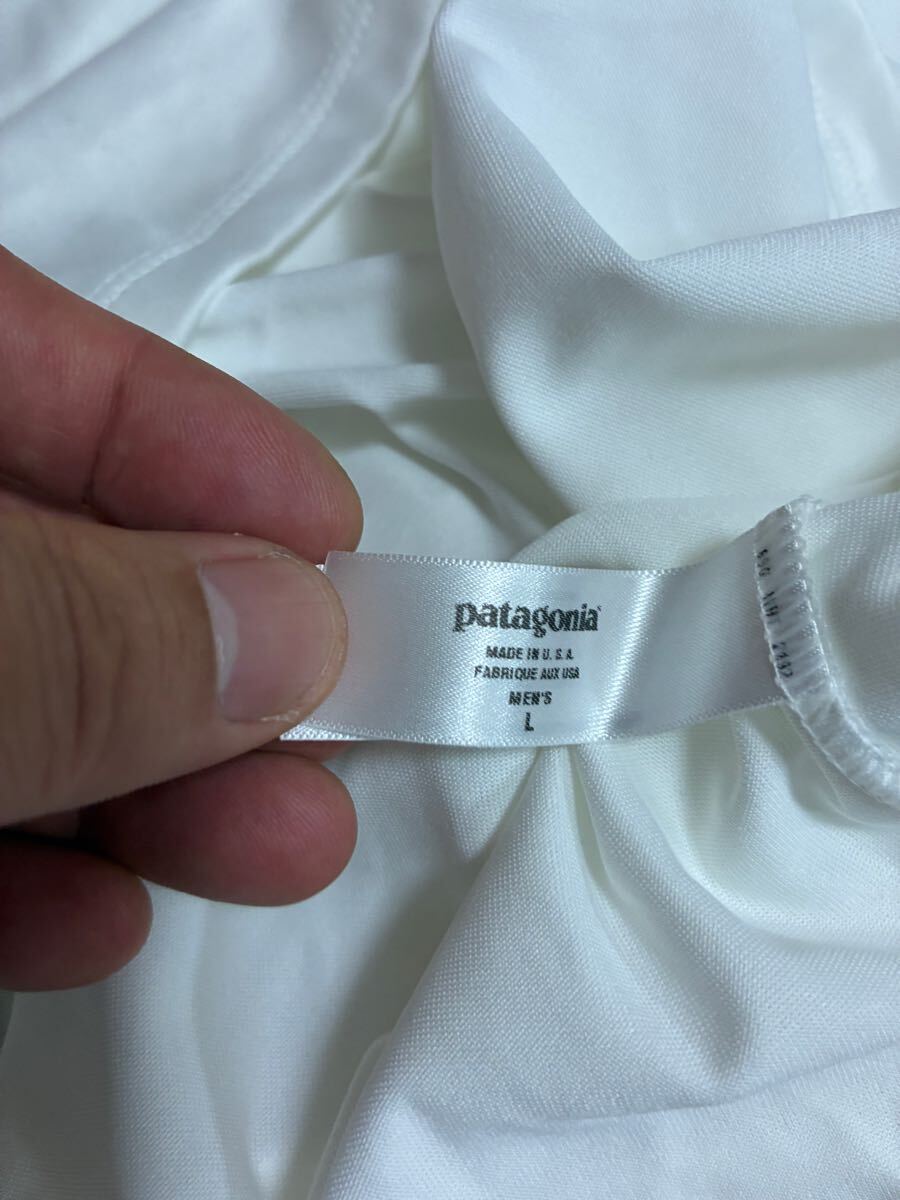 patagonia
MADE IN U.S.A.
FABRIQUE AUX USA
MEN'S
L